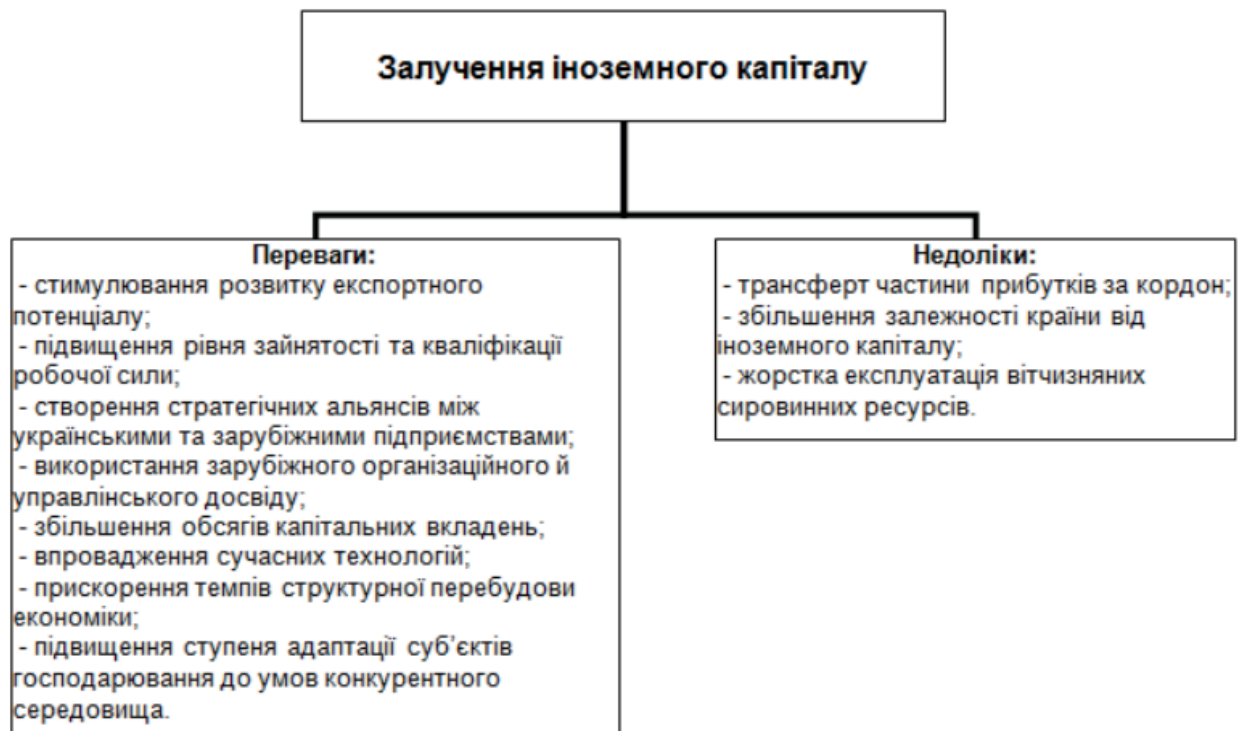 Залучення іноземного капіталу
Переваги:
- стимулювання розвитку експортного
потенціалу;
- підвищення рівня зайнятості та кваліфікації
робочої сили;
- створення стратегічних альянсів між
українськими та зарубіжними підприємствами;
- використання зарубіжного організаційного й
управлінського досвіду;
- збільшення обсягів капітальних вкладень;
- впровадження сучасних технологій;
- прискорення темпів структурної перебудови
економіки;
- підвищення ступеня адаптації суб’єктів
господарювання до умов конкурентного
середовища.
Недоліки:
- трансферт частини прибутків за кордон;
- збільшення залежності країни від
іноземного капіталу;
- жорстка експлуатація вітчизняних
сировинних ресурсів.